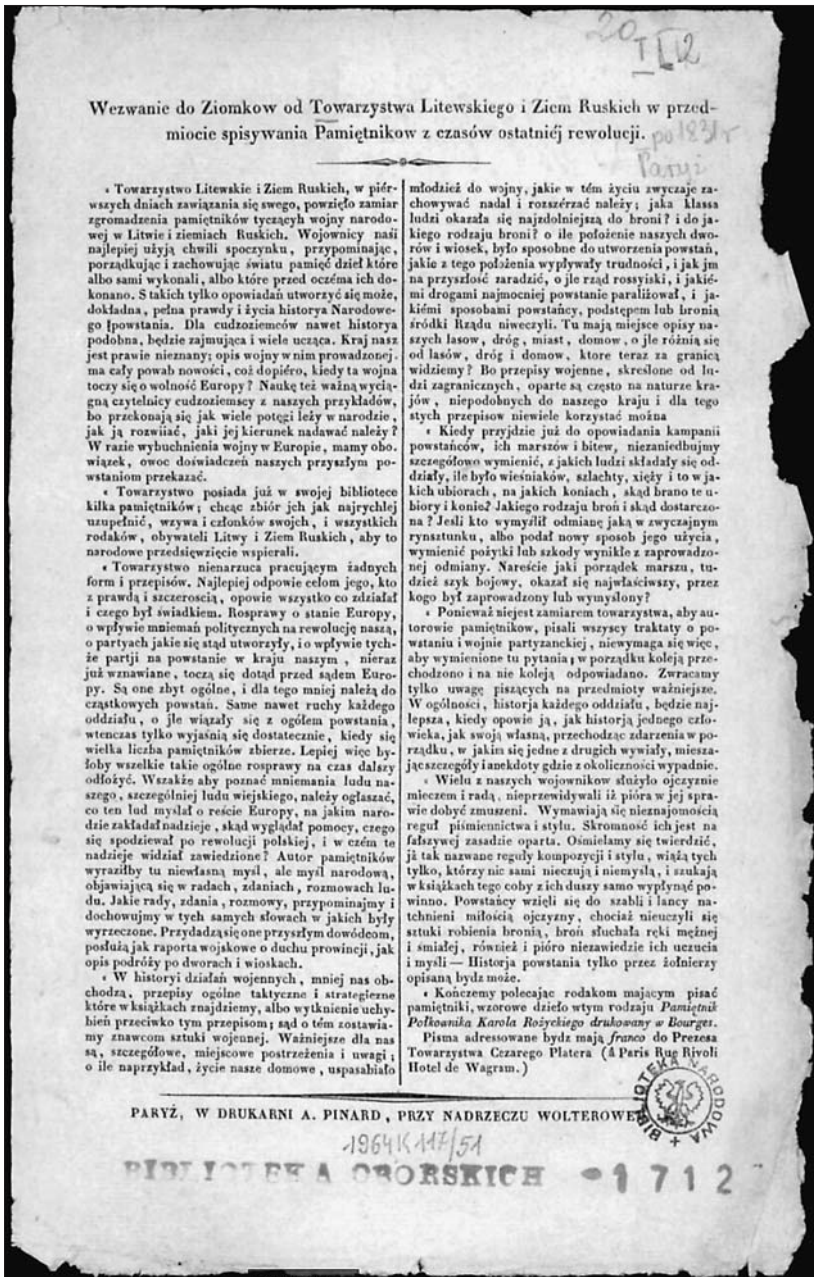 20
I L 2
Wezwanie do Ziomkow od Towarzystwa Litewskiego i Ziem Ruskich w przed-
miocie spisywania Pamiętnikow z czasów ostatniéj rewolucji.
po 1831 r
Paryż
« Towarzystwo Litewskie i Ziem Ruskich, w piér-
wszych dniach zawiązania się swego, powzięło zamiar
zgromadzenia pamiętników tyczących wojny narodo-
wej w Litwie i ziemiach Ruskich. Wojownicy nasi
najlepiej użyją chwili spoczynku, przypominając,
porządkując i zachowując światu pamięć dzieł które
albo sami wykonali, albo które przed oczéma ich do-
konano. S takich tylko opowiadań utworzyć się może,
dokładna, pełna prawdy i życia historya Narodowe-
go powstania. Dla cudzoziemców nawet historya
podobna, będzie zajmująca i wiele ucząca. Kraj nasz
jest prawie nieznany; opis wojny w nim prowadzonej,
ma cały powab nowości, coż dopiéro, kiedy ta wojna
toczy się o wolność Europy? Naukę też ważną wycią-
gną czytelnicy cudzoziemscy z naszych przykładów,
bo przekonają się jak wiele potęgi leży w narodzie,
jak ją rozwiiać, jaki jej kierunek nadawać należy?
W razie wybuchnienia wojny w Europie, mamy obo.
wiązek, owoc doświadczeń naszych przyszłym po-
wstaniom przekazać.
« Towarzystwo posiada już w swojej bibliotece
kilka pamiętników; chcąc zbiór jch jak najrychlej
uzupełnić, wzywa i członków swojch, i wszystkich
rodaków, obywateli Litwy i Ziem Ruskich, aby to
narodowe przedsięwzięcie wspierali.
« Towarzystwo nienarzuca pracującym żadnych
form i przepisów. Najlepiej odpowie celom jego, kto
z prawdą i szczerością, opowie wszystko co zdziałał
i czego był świadkiem. Rosprawy o stanie Europy,
o wpływie mniemań politycznych na rewolucję naszą,
o partyach jakie się stąd utworzyły, i o wpływie tych-
że partji na powstanie w kraju naszym, nieraz
już wznawiane, toczą się dotąd przed sądem Euro-
py. Są one zbyt ogólne, i dla tego mniej należą do
cząstkowych powstań. Same nawet ruchy każdego
oddziału, o jle wiązały się z ogółem powstania,
wtenczas tylko wyjaśnią się dostatecznie, kiedy się
wielka liczba pamiętników zbierze. Lepiej więc by-
łoby wszelkie takie ogólne rosprawy na czas dalszy
odłożyć. Wszakże aby poznać mniemania ludu na-
szego, szczególniej ludu wiejskiego, należy ogłaszać,
co ten lud myślał o reście Europy, na jakim naro-
dzie zakładał nadzieje, skąd wyglądał pomocy, czego
się spodziewał po rewolucji polskiej, i w czém te
nadzieje widział zawiedzione? Autor pamiętników
wyraziłby tu niewłasną myśl, ale myśl narodową,
objawiającą się w radach, zdaniach, rozmowach lu-
du. Jakie rady, zdania, rozmowy, przypominajmy i
dochowujmy w tych samych słowach w jakich były
wyrzeczone. Przydadzą się one przyszłym dowódcom,
posłużą jak raporta wojskowe o duchu prowincji, jak
opis podróży po dworach i wioskach.
« W historyi działań wojennych, mniej nas ob-
chodzą, przepisy ogólne taktyczne i strategiczne
które w książkach znajdziemy, albo wytknienie uchy-
bień przeciwko tym przepisom; sąd o tém zostawia-
my znawcom sztuki wojennej. Ważniejsze dla nas
są, szczegółowe, miejscowe postrzeżenia i uwagi;
o ile naprzykład, życie nasze domowe, uspasabiało
młodzież do wojny, jakie w tém życiu zwyczaje za-
chowywać nadal i rozszérzać należy; jaka klassa
ludzi okazała się najzdolniejszą do broni? i do ja-
kiego rodzaju broni? o ile położenie naszych dwo-
rów i wiosek, było sposobne do utworzenia powstań,
jakie z tego położenia wypływały trudności, i jak jm
na przyszłość zaradzić, o jle rząd rossyiski, i jakié-
mi drogami najmocniej powstanie paraliżował, i ja-
kiémi sposobami powstańcy, podstępem lub bronią
śródki Rządu niweczyli. Tu mają miejsce opisy na-
szych lasow, dróg, miast, domow, o jle różnią się
od lasów, dróg i domow, ktore teraz za granicą
widziemy? Bo przepisy wojenne, skreślone od lu-
dzi zagranicznych, oparte są często na naturze kra-
jów, niepodobnych do naszego kraju i dla tego
stych przepisow niewiele korzystać można
« Kiedy przyjdzie już do opowiadania kampanii
powstańców, ich marszów i bitew, niezaniedbujmy
szczegółowo wymienić, z jakich ludzi składały się od-
działy, ile było wieśniaków, szlachty, xięży i to w ja-
kich ubiorach, na jakich koniach, skąd brano te u-
biory i konie? Jakiego rodzaju broń i skąd dostarczo-
na? Jesli kto wymyślił odmianę jaką w zwyczajnym
rynsztunku, albo podał nowy sposob jego użycia,
wymienić pożytki lub szkody wynikle z zaprowadzo-
nej odmiany. Nareście jaki porządek marszu, tu-
dzież szyk bojowy, okazał się najwłaściwszy, przez
kogo był zaprowadzony lub wymyslony?
« Ponieważ niejest zamiarem towarzystwa, aby au-
torowie pamiętnikow, pisali wszyscy traktaty o po-
wstaniu i wojnie partyzanckiej, niewymaga się więc,
aby wymienione tu pytania; w porządku koleją prze-
chodzono i na nie koleją odpowiadano. Zwracamy
tylko uwagę piszących na przedmioty ważniejsze.
W ogólności, historja każdego oddziału, będzie naj-
lepsza, kiedy opowie ją, jak historją jednego czło-
wieka, jak swoją własną, przechodząc zdarzenia w po-
rządku, w jakim się jedne z drugich wywiały, miesza-
jąc szczegóły i anekdoty gdzie z okoliczności wypadnie.
« Wielu z naszych wojownikow służyło ojczyznie
mieczem i radą, nieprzewidywali iż pióra w jej spra-
wie dobyć zmuszeni. Wymawiają się nieznajomością
reguł piśmiennictwa i stylu. Skromność ich jest na
fałszywej zasadzie oparta. Ośmielamy się twierdzić,
jż tak nazwane reguły kompozycji i stylu, wiążą tych
tylko, którzy nic sami nieczują i niemyslą, i szukają
w książkach tego coby z ich duszy samo wypłynąć po-
winno. Powstańcy wzięli się do szabli i lancy na-
tchnieni miłością ojczyzny, chociaż nieuczyli się
sztuki robienia bronią, broń słuchała ręki mężnej
i śmiałej, również i pióro niezawiedzie ich uczucia
i myśli — Historja powstania tylko przez żołnierzy
opisaną bydz może.
« Kończemy polecając rodakom mającym pisać
pamiętniki, wzorowe dzieło wtym rodzaju Pamiętnik
Połkownika Karola Rożyckiego drukowany w Bourges.
Pisma adressowane bydz mają franco do Prezesa
Towarzystwa Cezarego Platera (à Paris Rue Rivoli
Hotel de Wagram.)
PARYŻ, W DRUKARNI A. PINARD, PRZY NADRZECZU WOLTEROWEM
BIBLIOTEKA NARODOWA
1964 K 117/51
BIBLIOTEKA OBORSKICH 1712